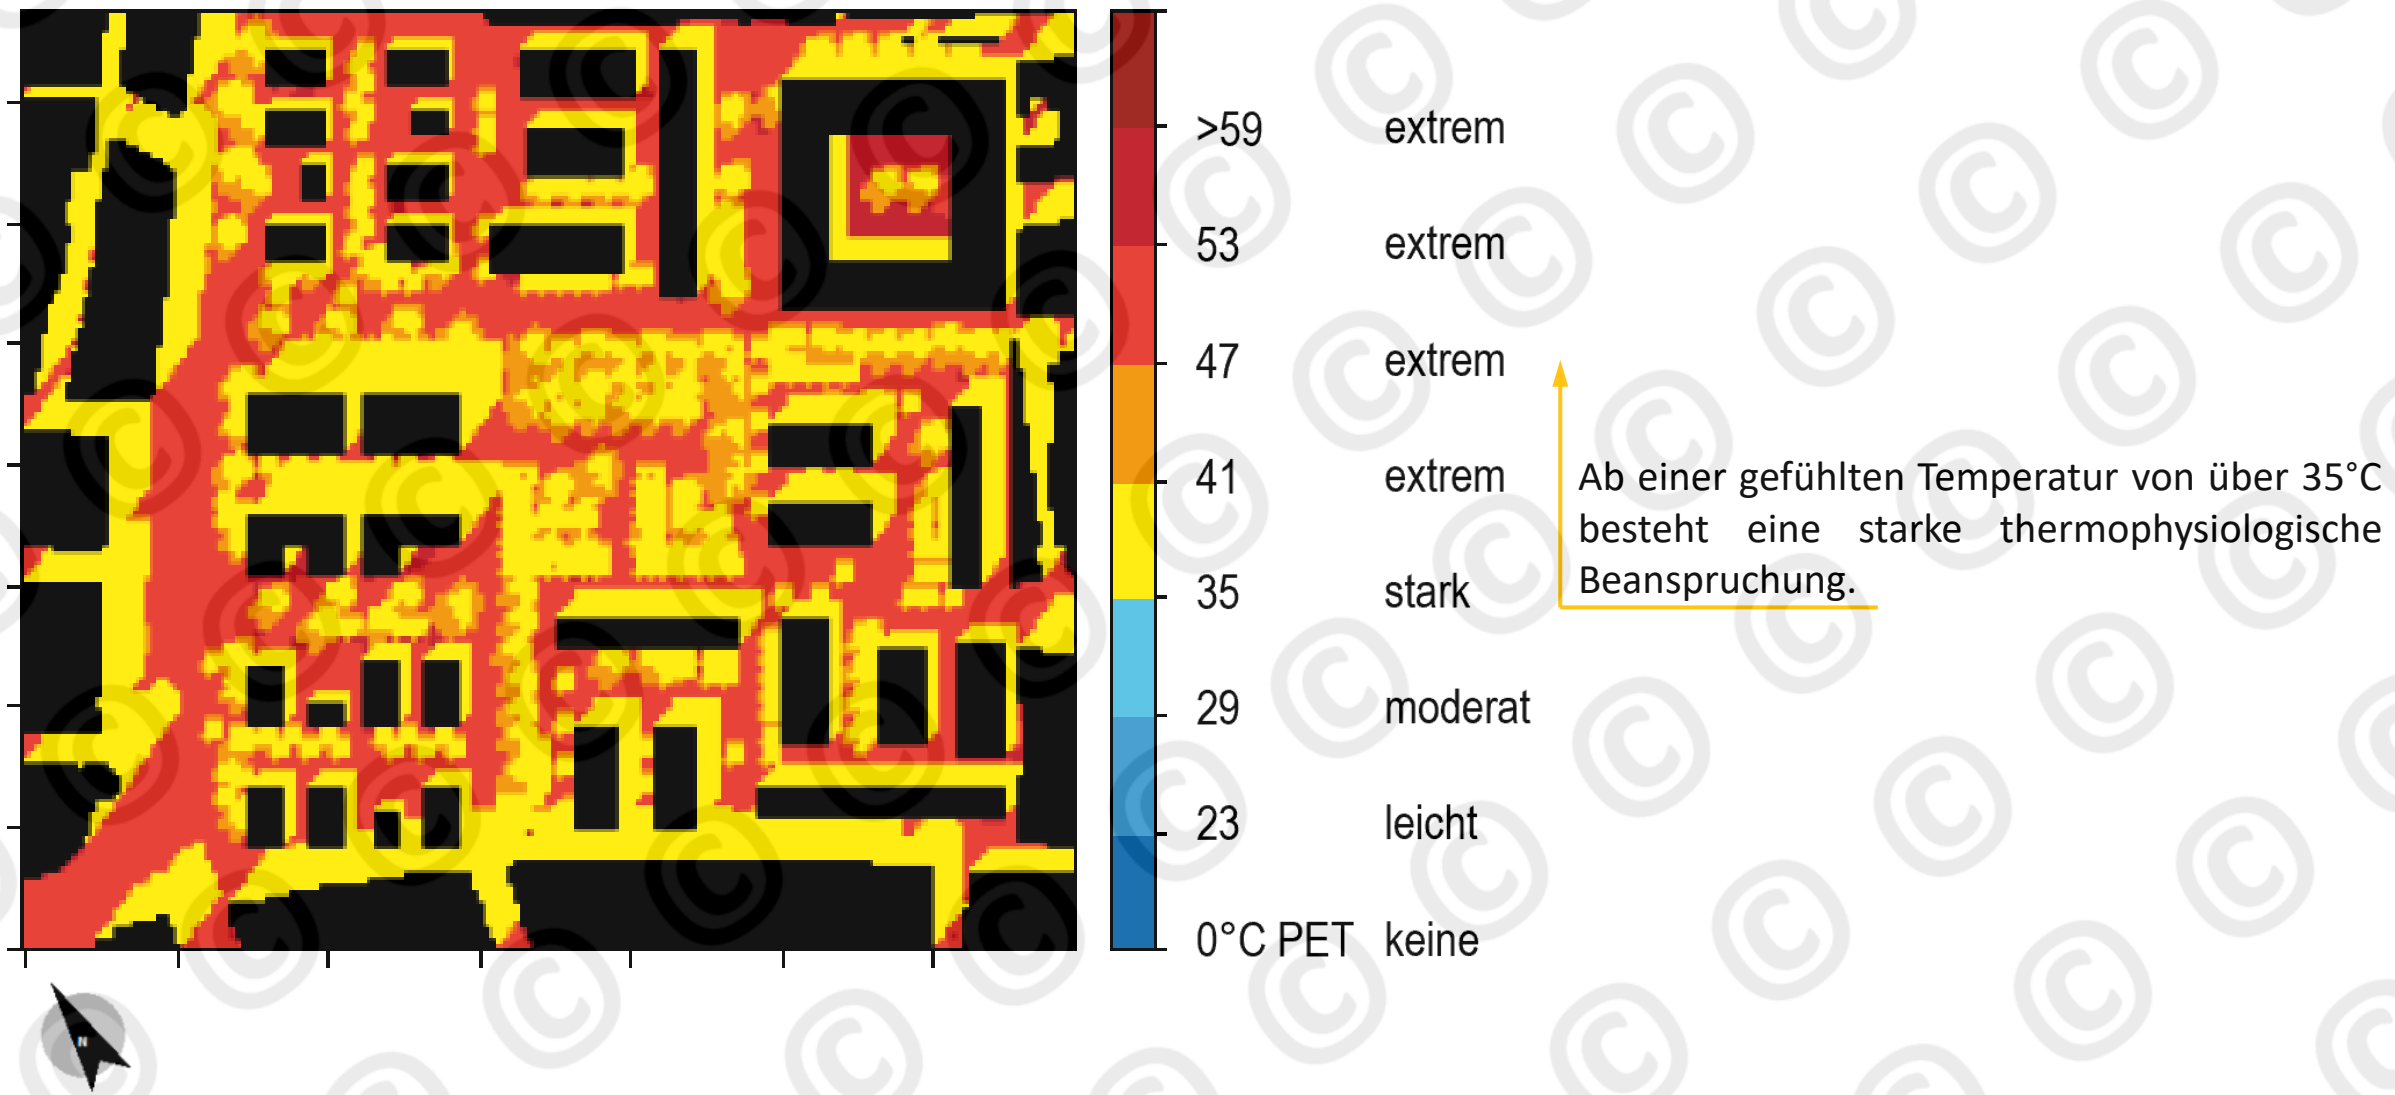 >59 extrem
53 extrem
47 extrem
41 extrem
35 stark
29 moderat
23 leicht
0°C PET keine
Ab einer gefühlten Temperatur von über 35°C
besteht eine starke thermophysiologische
Beanspruchung.
N